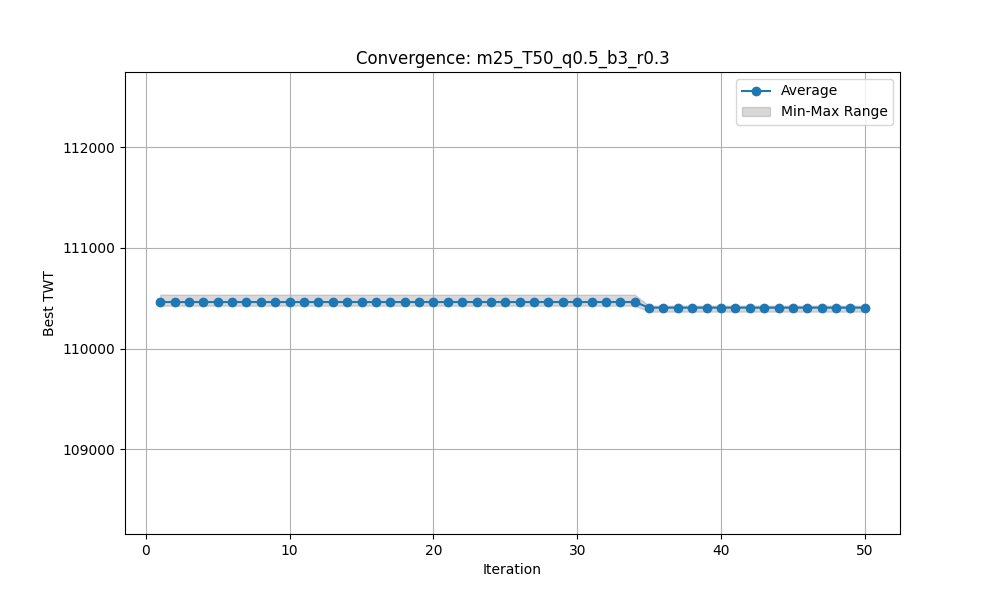 Convergence: m25_T50_q0.5_b3_r0.3
Average
Min-Max Range
112000
111000
110000
109000
Best TWT
0 10 20 30 40 50
Iteration